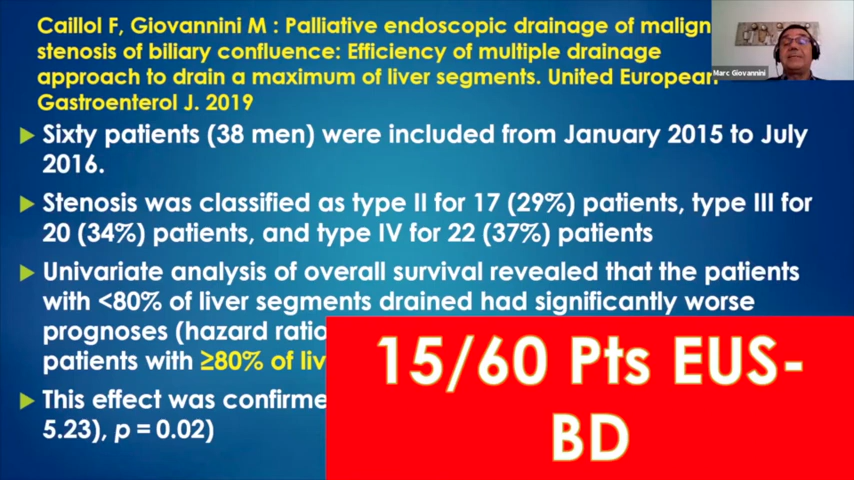 Caillol F, Giovannini M : Palliative endoscopic drainage of malign
stenosis of biliary confluence: Efficiency of multiple drainage
approach to drain a maximum of liver segments. United European
Gastroenterol J. 2019
Marc Giovannini
Sixty patients (38 men) were included from January 2015 to July
2016.
Stenosis was classified as type II for 17 (29%) patients, type III for
20 (34%) patients, and type IV for 22 (37%) patients
Univariate analysis of overall survival revealed that the patients
with <80% of liver segments drained had significantly worse
prognoses (hazard ratio
patients with ≥80% of liv
This effect was confirme
5.23), p = 0.02)
15/60 Pts EUS-
BD